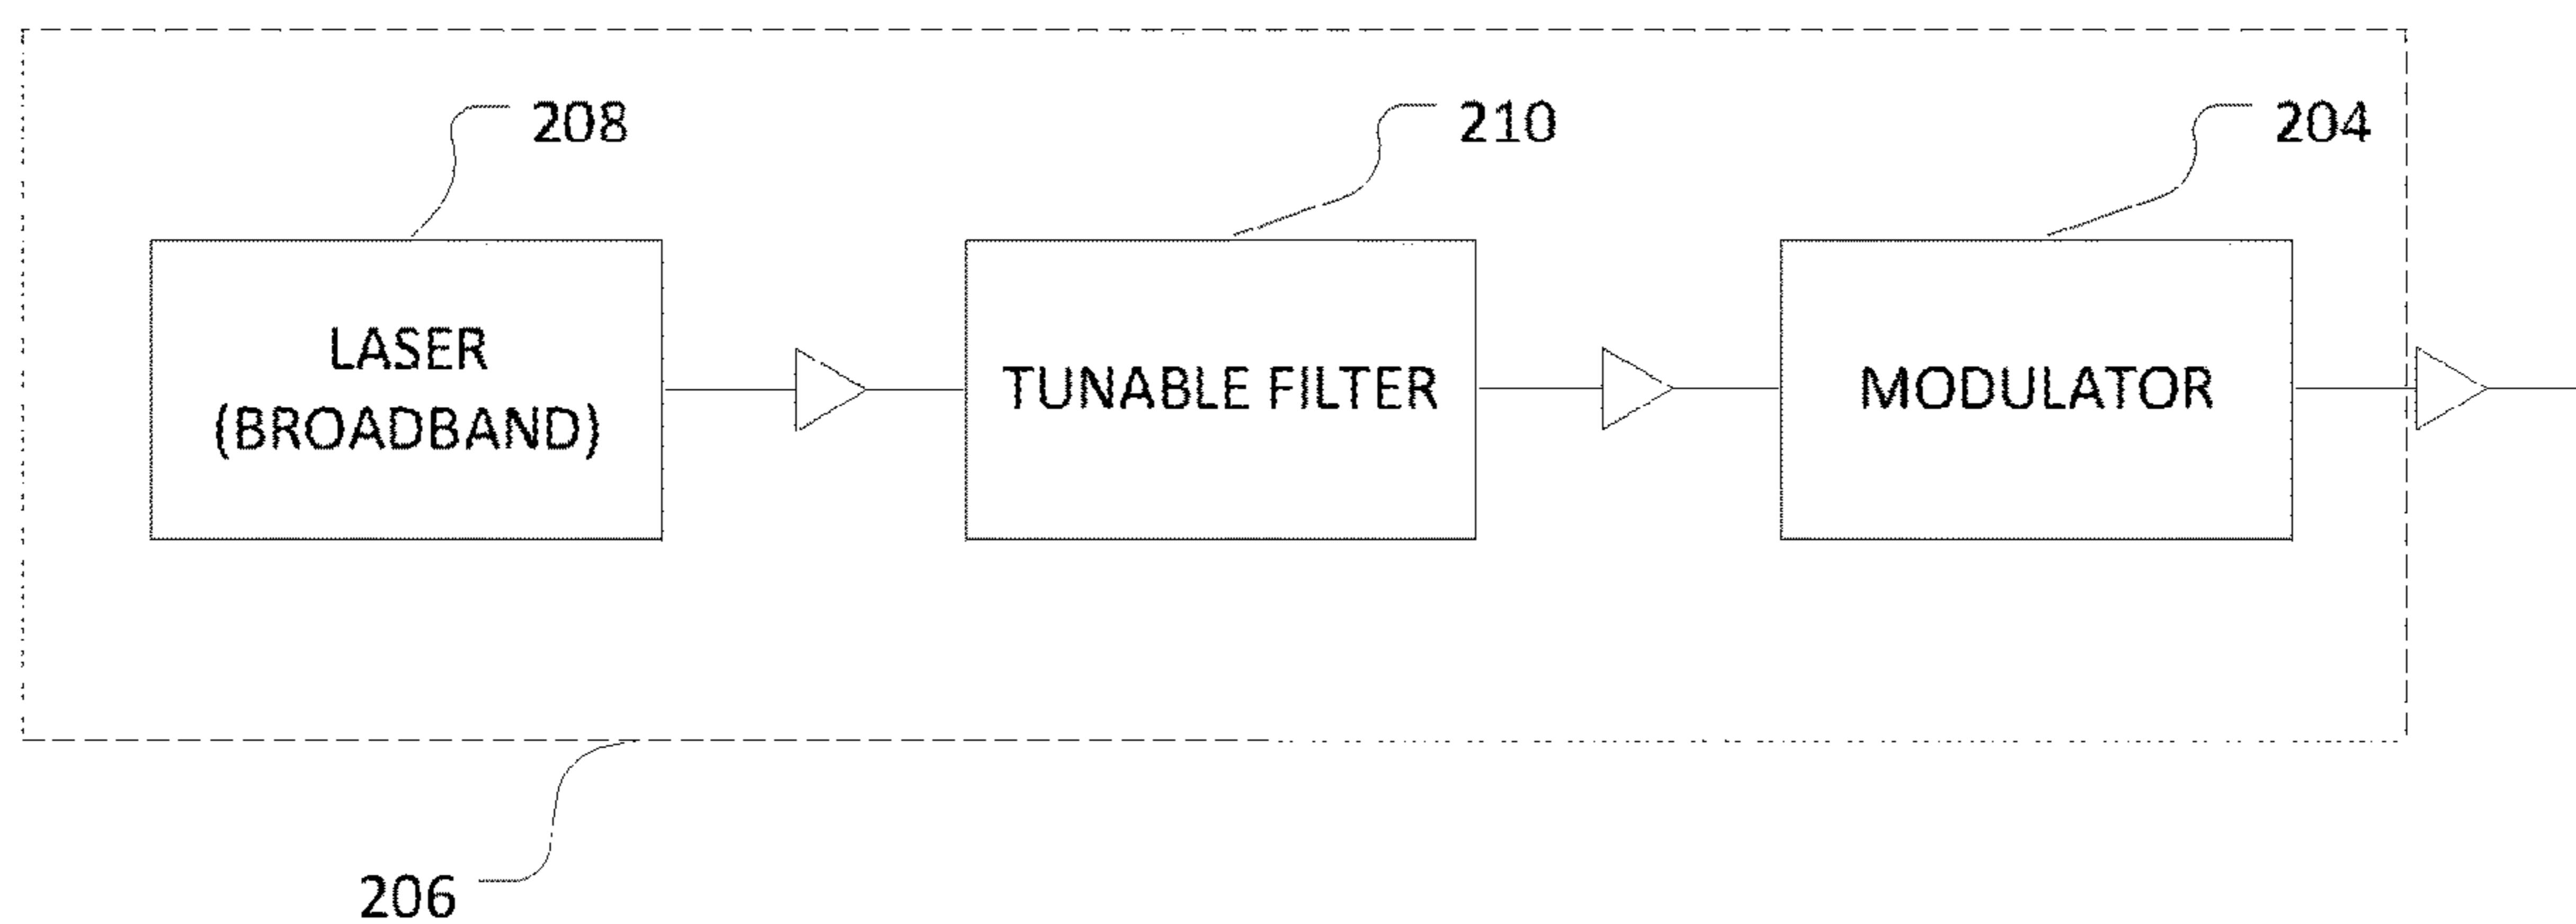 208
210
204
LASER
(BROADBAND)
TUNABLE FILTER
MODULATOR
206